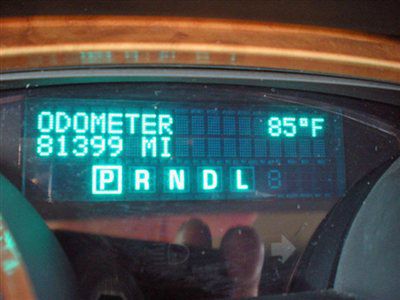 ODOMETER 85°F
81399 MI
P R N D L